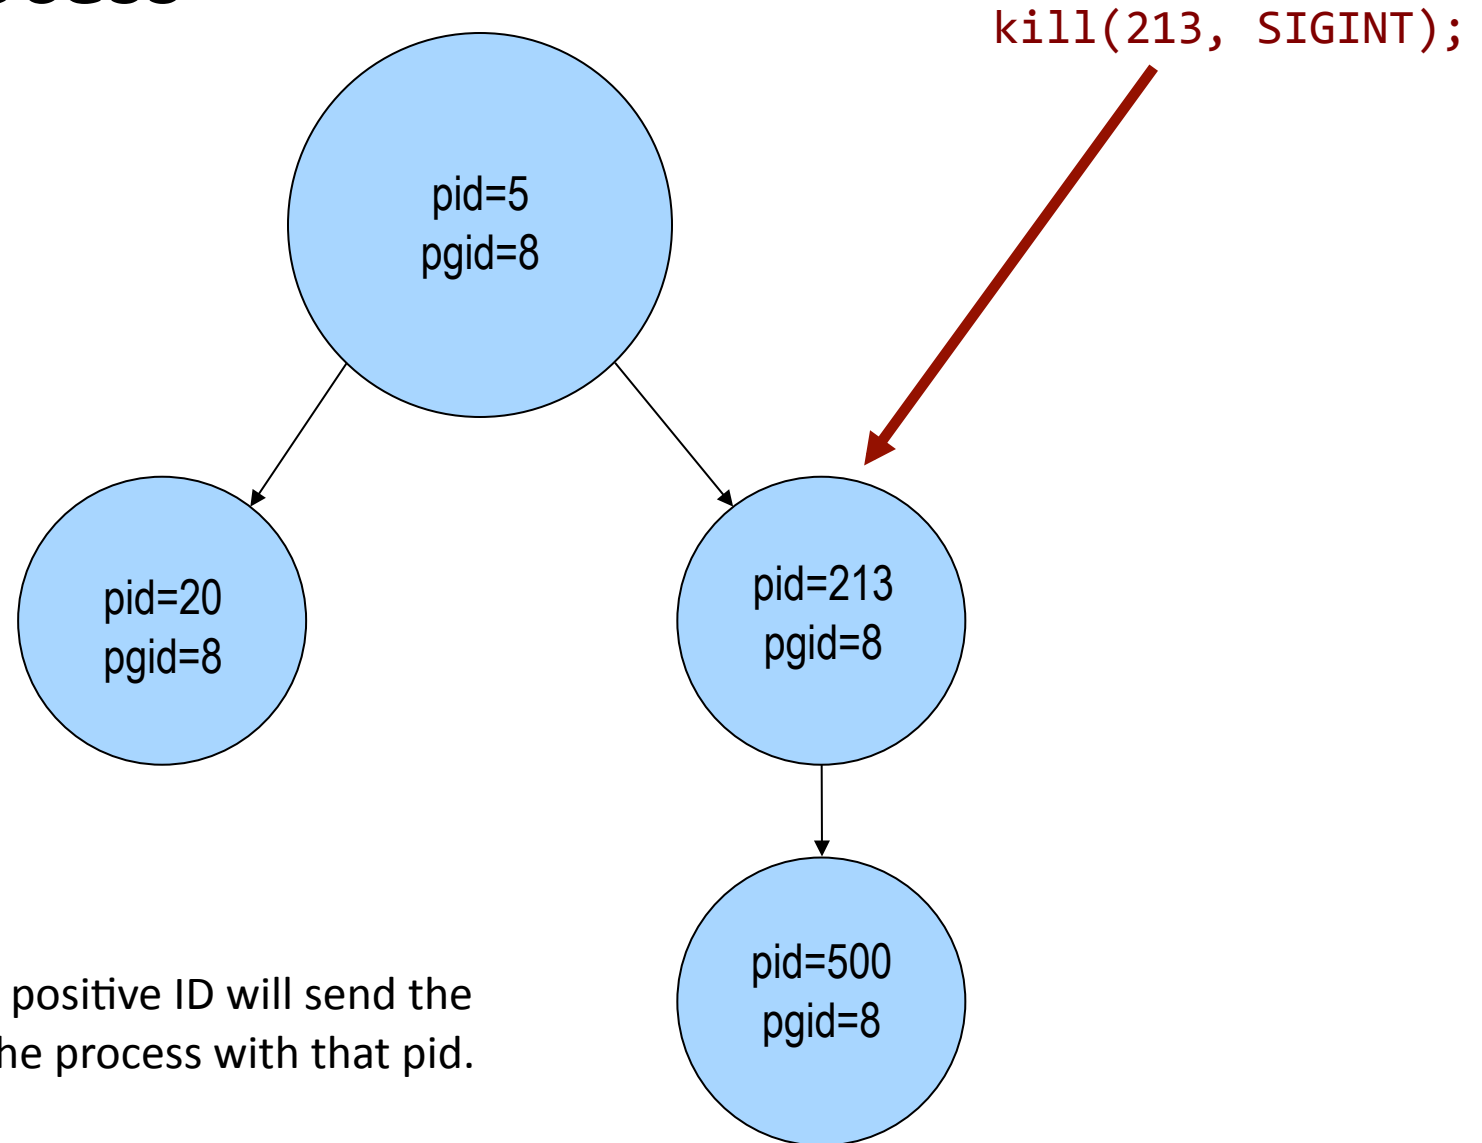 kill(213, SIGINT);
pid=5
pgid=8
pid=20
pgid=8
pid=213
pgid=8
pid=500
pgid=8
positive ID will send the
he process with that pid.